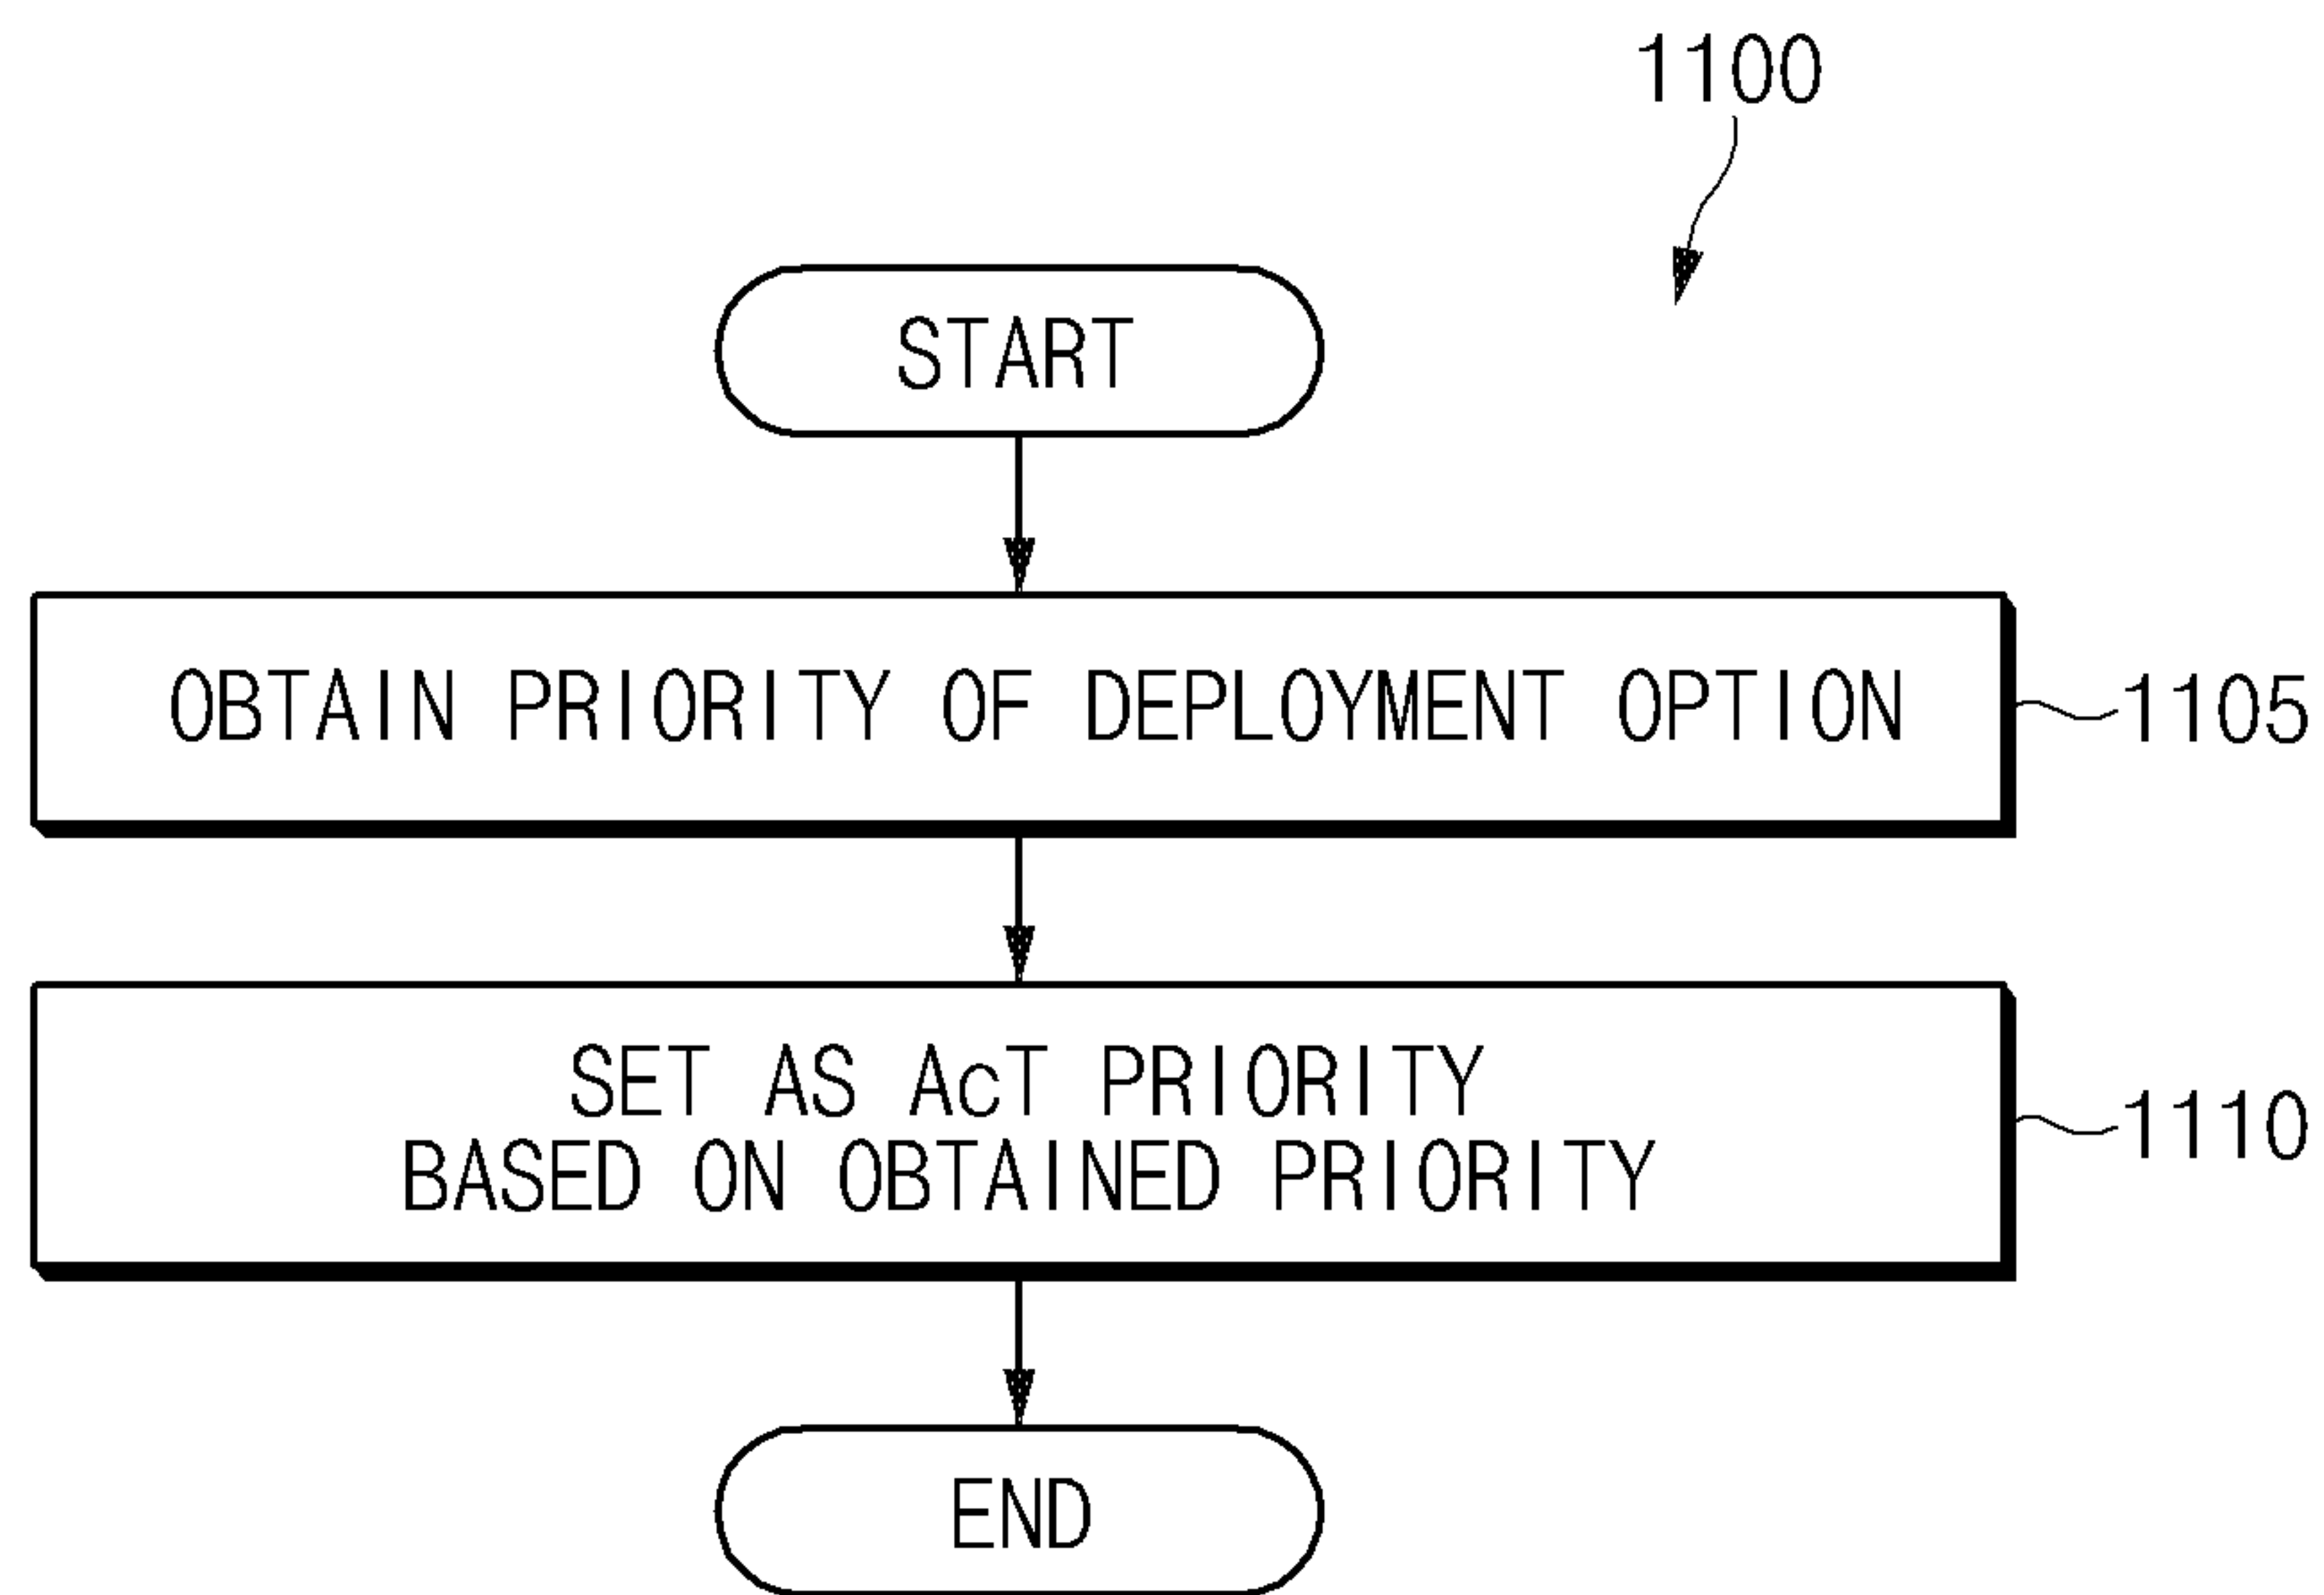 1100
START
OBTAIN PRIORITY OF DEPLOYMENT OPTION
1105
SET AS AcT PRIORITY
BASED ON OBTAINED PRIORITY
1110
END